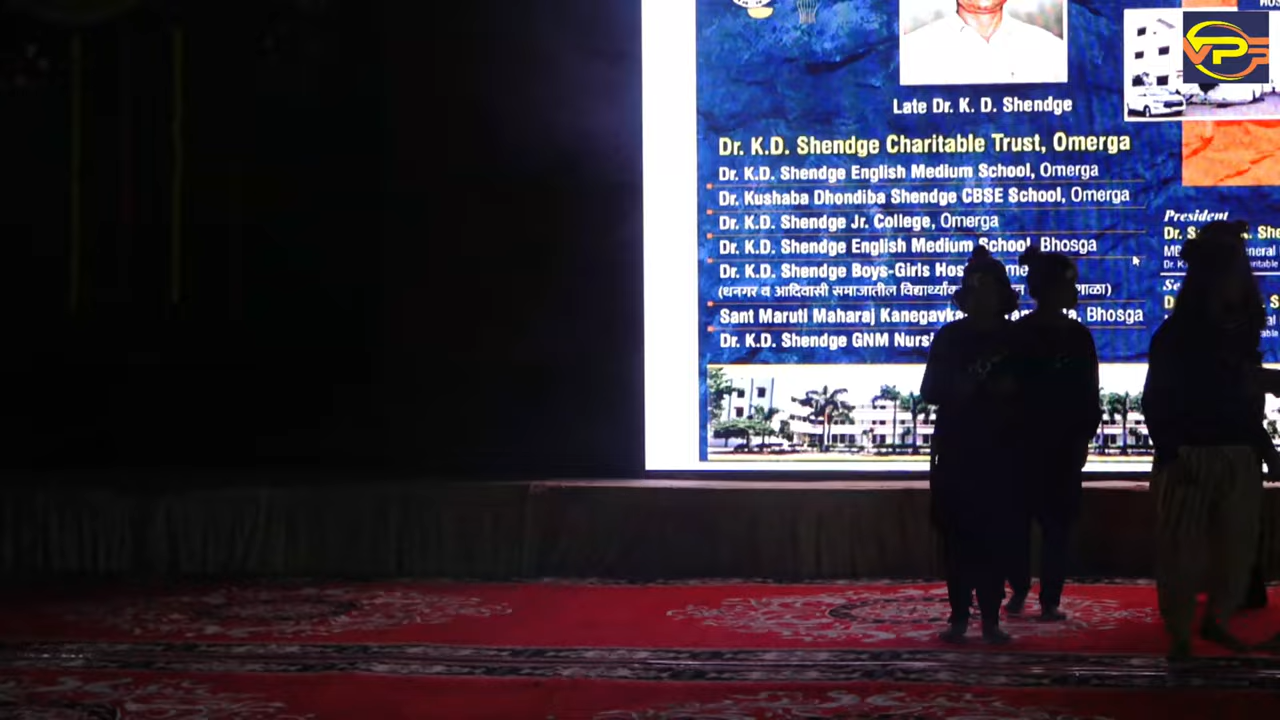 VPS
Late Dr. K. D. Shendge
Dr. K.D. Shendge Charitable Trust, Omerga
Dr. K.D. Shendge English Medium School, Omerga
Dr. Kushaba Dhondiba Shendge CBSE School, Omerga
Dr. K.D. Shendge Jr. College, Omerga
Dr. K.D. Shendge English Medium School, Bhosga
Dr. K.D. Shendge Boys-Girls
(धनगर व आदिवासी समाजातील
Sant Maruti Maharaj Bhosga
Dr. K.D. Shendge GNM
President
Dr.